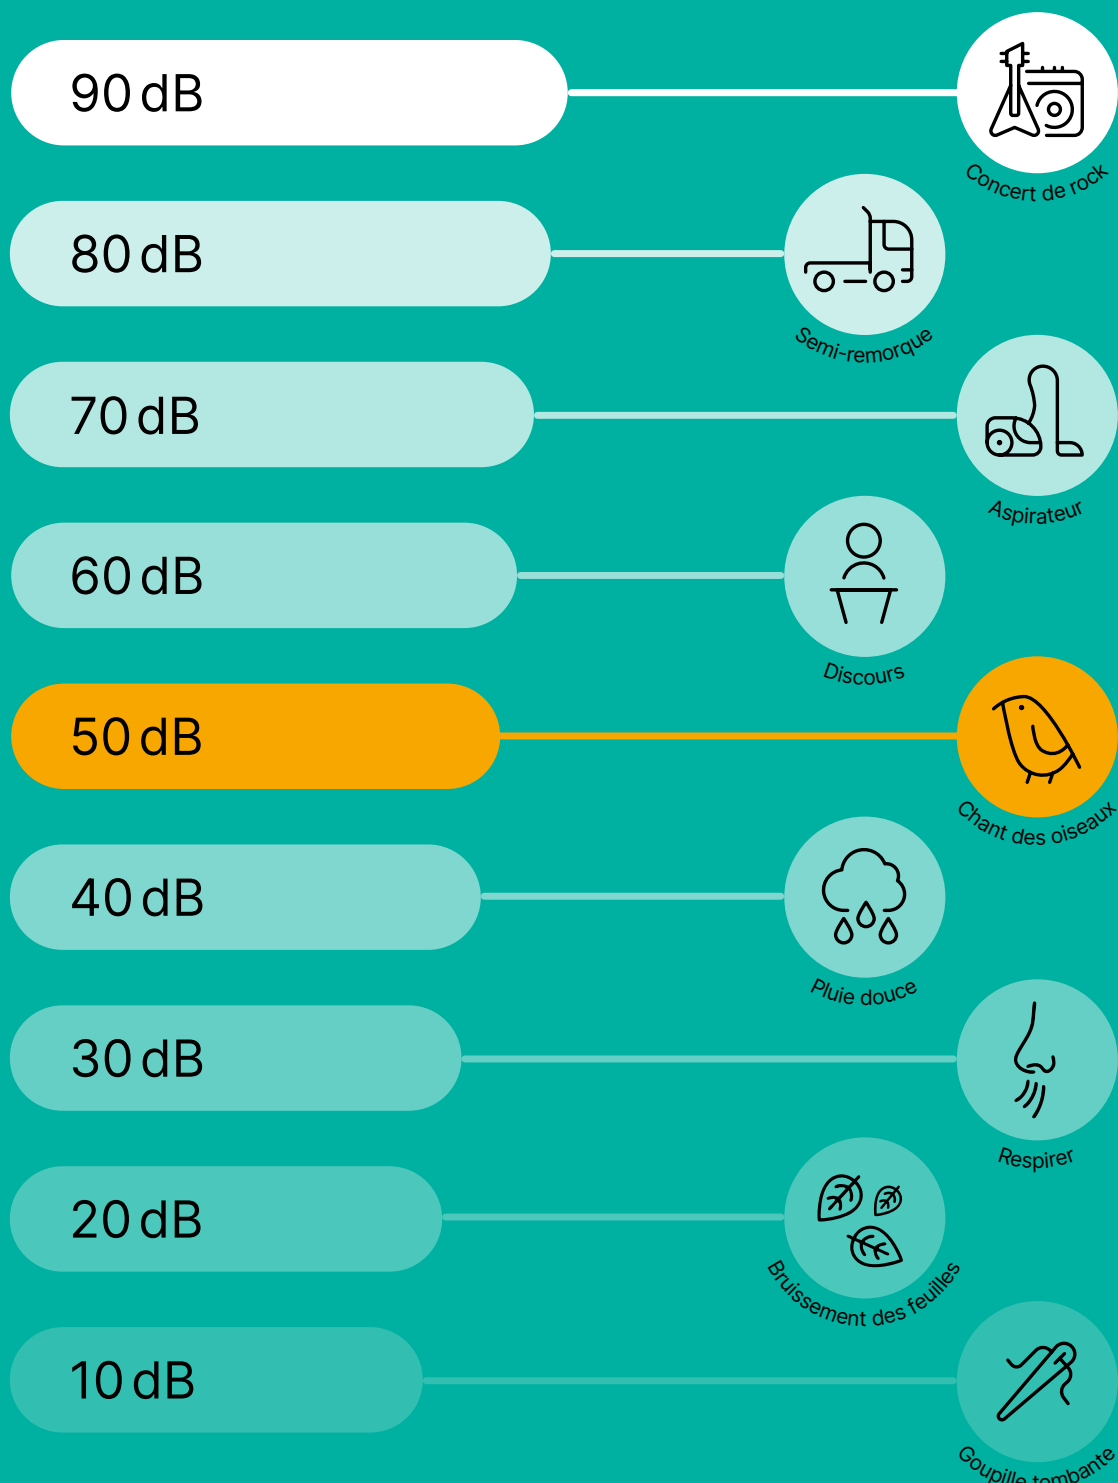 90 dB
Concert de rock
80 dB
Semi-remorque
70 dB
Aspirateur
60 dB
Discours
50 dB
Chant des oiseaux
40 dB
Pluie douce
30 dB
Respirer
20 dB
Bruissement des feuilles
10 dB
Goupille tombante